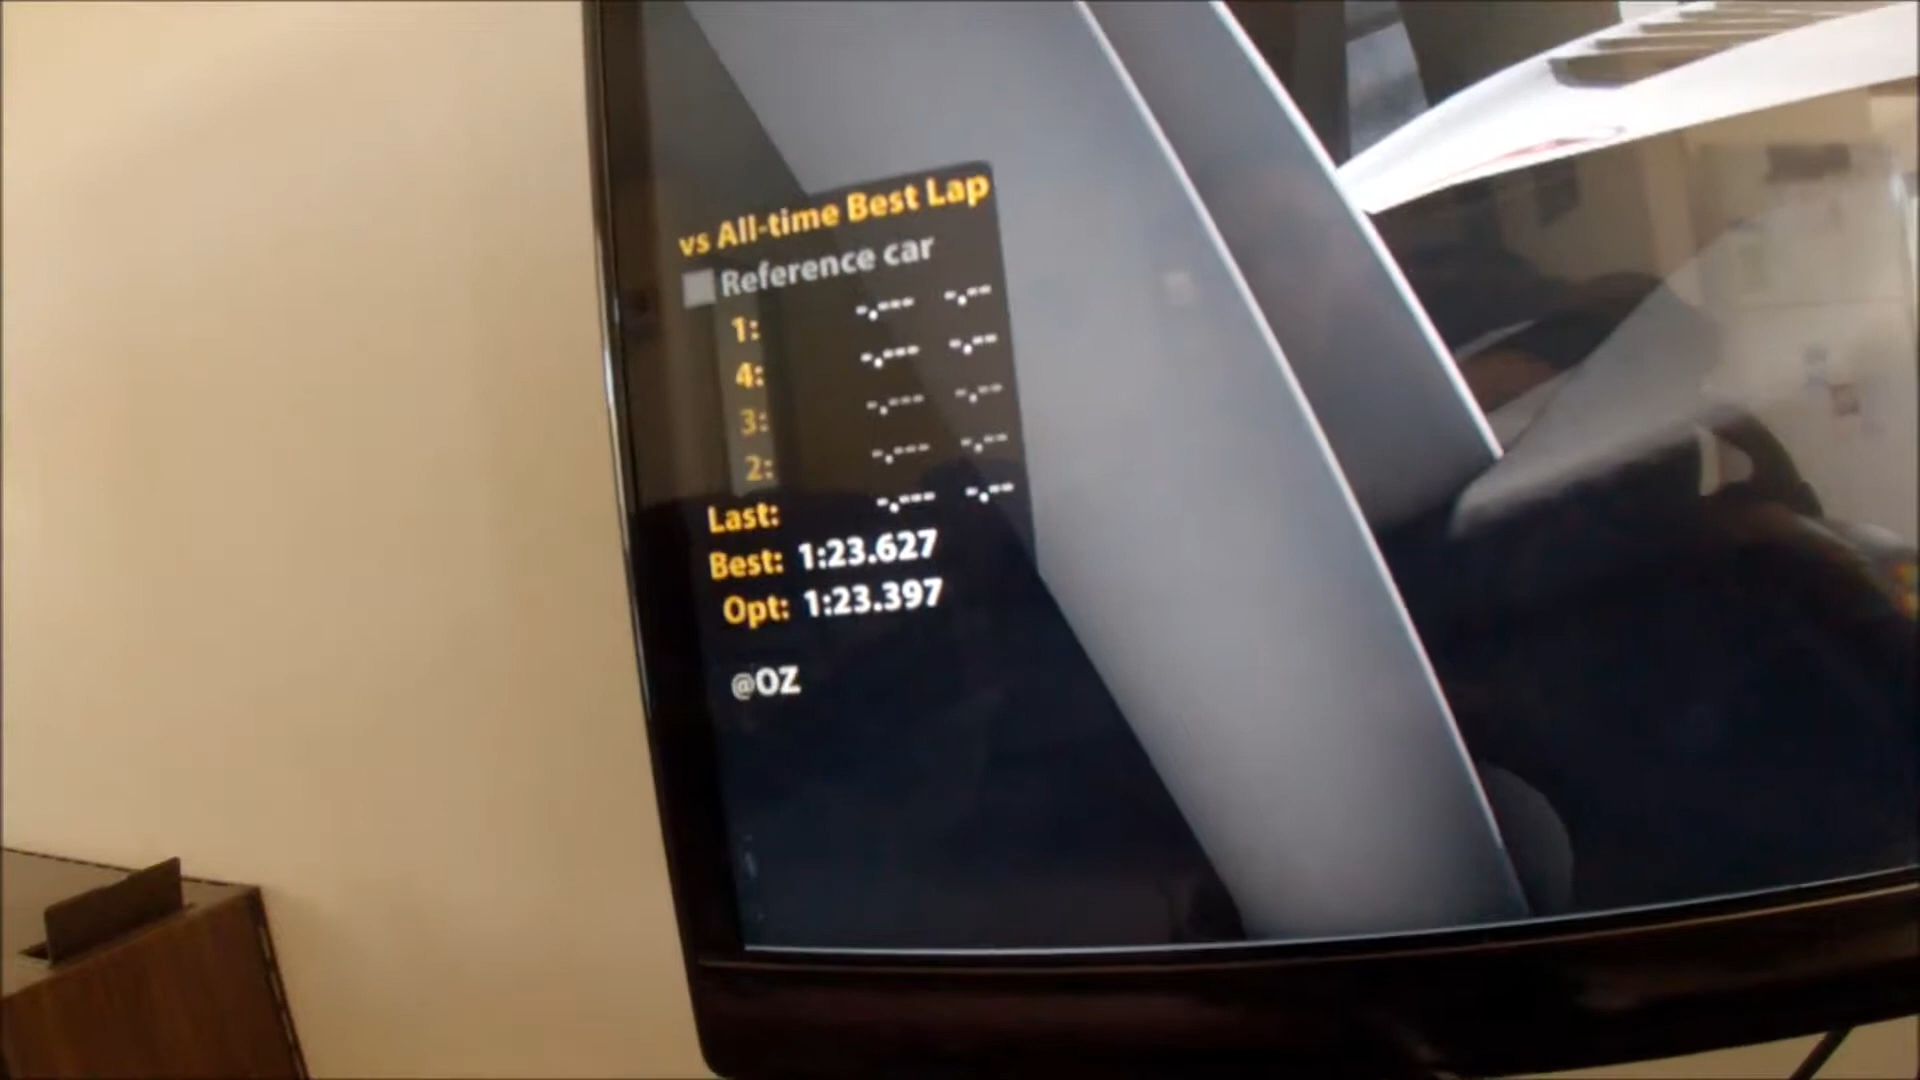 vs All-time Best Lap
Reference car
1: -.--- -.--
4: -.--- -.--
3: -.--- -.--
2: -.--- -.--
Last: -.--- -.--
Best: 1:23.627
Opt: 1:23.397
@OZ